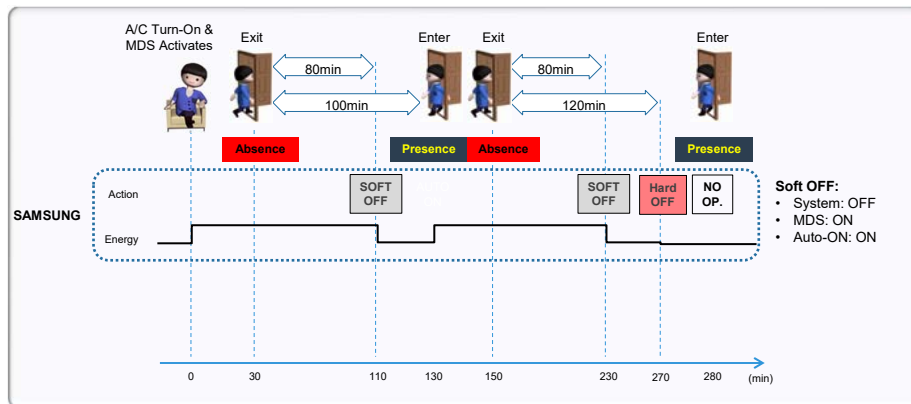 A/C Turn-On &
MDS Activates
Exit
Enter
Exit
Enter
80min
80min
100min
120min
Absence
Presence
Absence
Presence
SAMSUNG
Action
SOFT
OFF
SOFT
OFF
Hard
OFF
NO
OP.
Energy
Soft OFF:
• System: OFF
• MDS: ON
• Auto-ON: ON
0
30
110
130
150
230
270
280
(min)